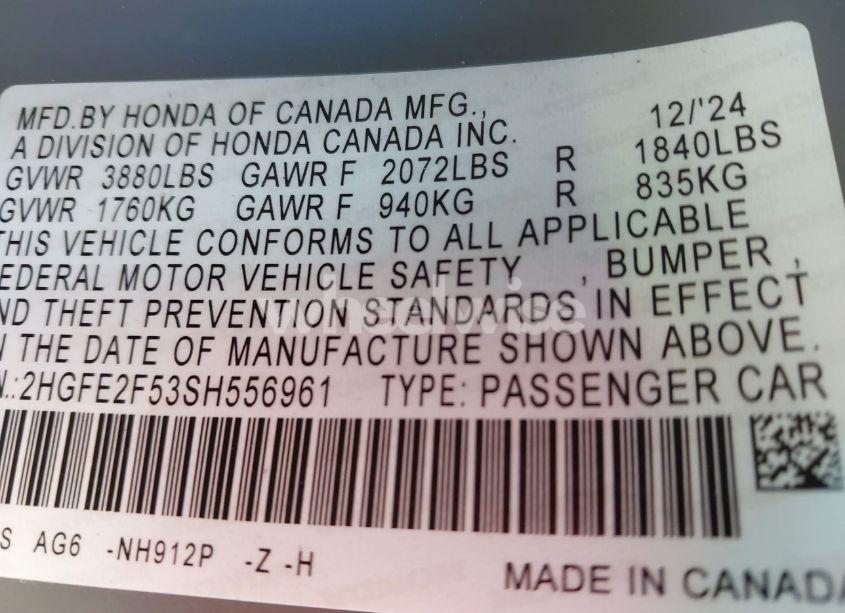 MFD.BY HONDA OF CANADA MFG., 12/'24
A DIVISION OF HONDA CANADA INC.
GVWR 3880LBS GAWR F 2072LBS R 1840LBS
GVWR 1760KG GAWR F 940KG R 835KG
THIS VEHICLE CONFORMS TO ALL APPLICABLE
EDERAL MOTOR VEHICLE SAFETY , BUMPER ,
ND THEFT PREVENTION STANDARDS IN EFFECT
THE DATE OF MANUFACTURE SHOWN ABOVE.
N.:2HGFE2F53SH556961 TYPE: PASSENGER CAR
S AG6 -NH912P -Z -H
MADE IN CANADA